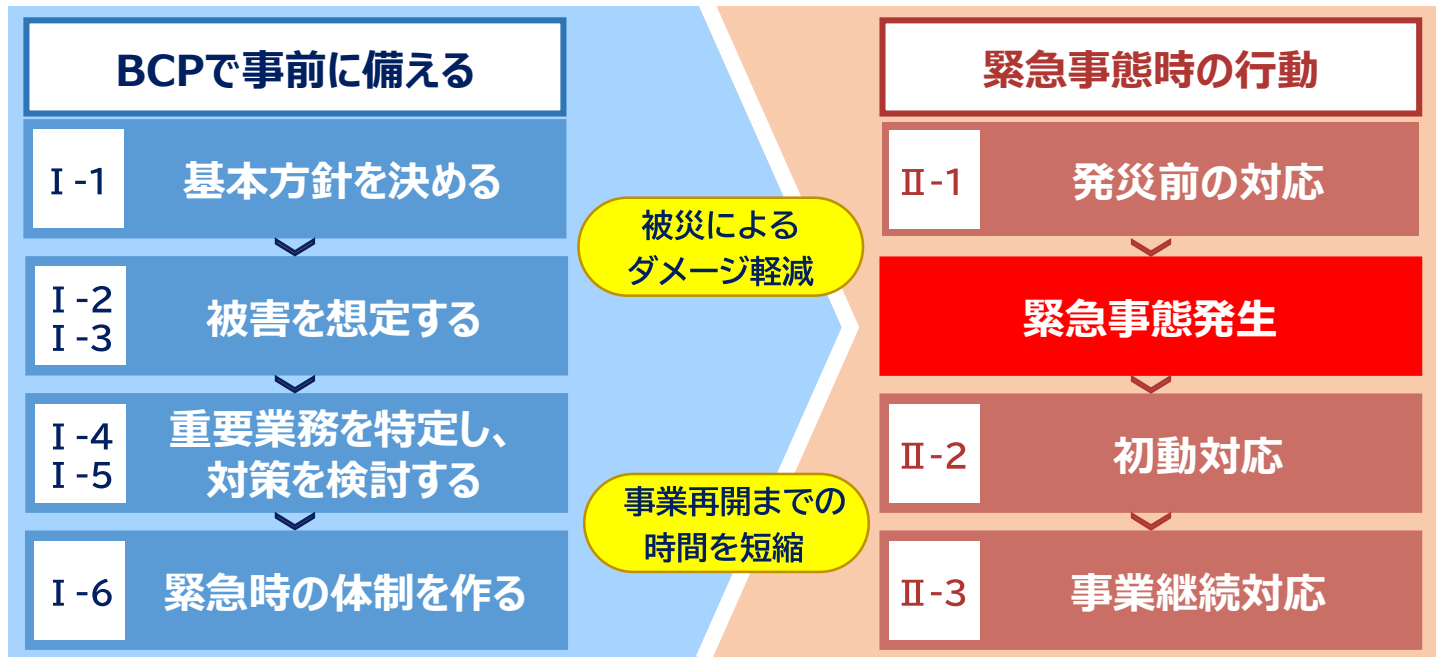 BCPで事前に備える
Ⅰ-1
基本方針を決める
Ⅰ-2
Ⅰ-3
被害を想定する
Ⅰ-4
Ⅰ-5
重要業務を特定し、
対策を検討する
Ⅰ-6
緊急時の体制を作る
被災による
ダメージ軽減
事業再開までの
時間を短縮
緊急事態時の行動
Ⅱ-1
発災前の対応
緊急事態発生
Ⅱ-2
初動対応
Ⅱ-3
事業継続対応